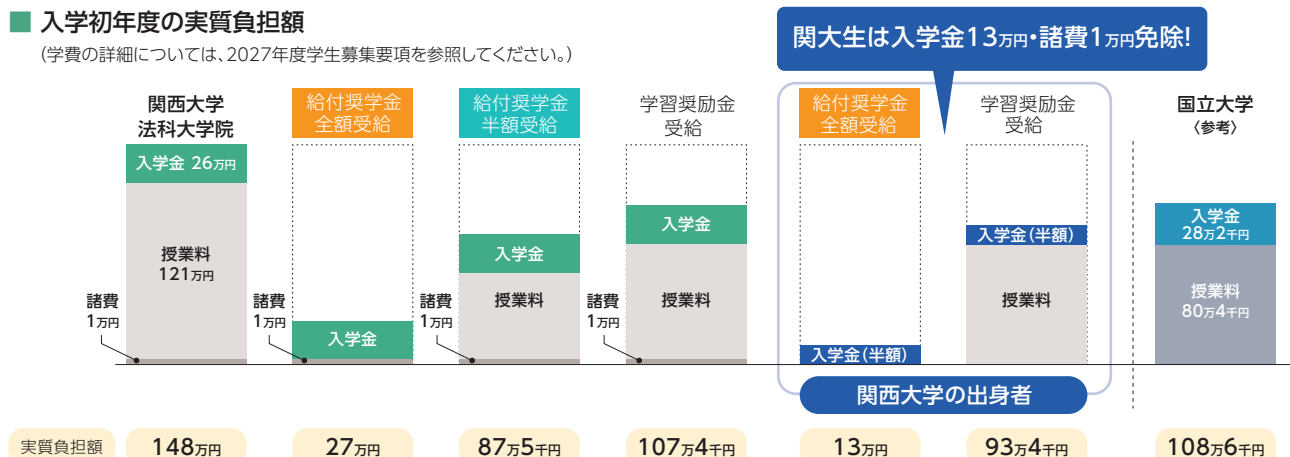 入学初年度の実質負担額
(学費の詳細については、2027年度学生募集要項を参照してください。)
関大生は入学金13万円・諸費1万円免除!
関西大学
法科大学院
給付奨学金
全額受給
給付奨学金
半額受給
学習奨励金
受給
給付奨学金
全額受給
学習奨励金
受給
国立大学
〈参考〉
入学金 26万円
授業料
121万円
諸費
1万円
入学金
諸費
1万円
入学金
授業料
諸費
1万円
入学金
授業料
諸費
1万円
入学金(半額)
入学金(半額)
授業料
入学金
28万2千円
授業料
80万4千円
関西大学の出身者
実質負担額 148万円 27万円 87万5千円 107万4千円 13万円 93万4千円 108万6千円